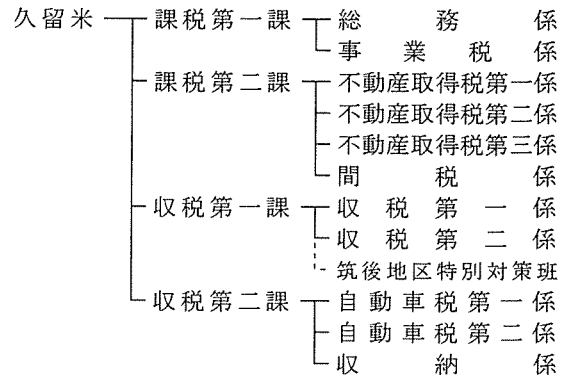 久留米 課税第一課 総務係
事業税係
課税第二課 不動産取得税第一係
不動産取得税第二係
不動産取得税第三係
間税係
収税第一課 収税第一係
収税第二係
筑後地区特別対策班
収税第二課 自動車税第一係
自動車税第二係
収納係